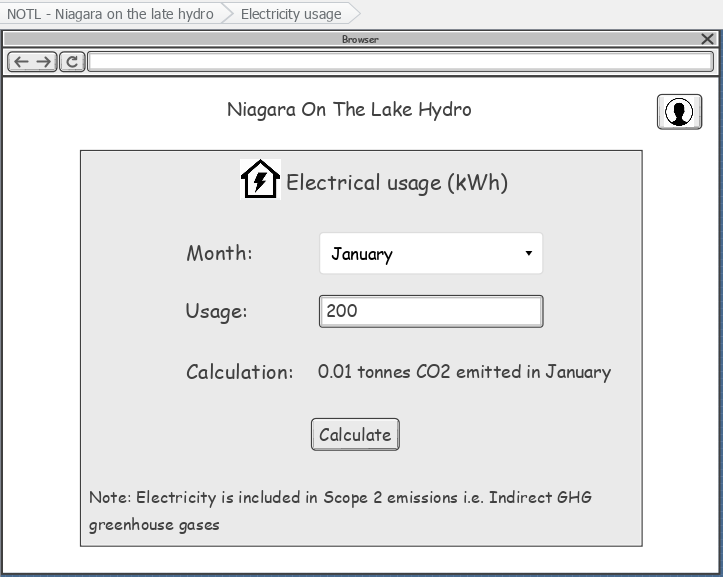 NOTL - Niagara on the late hydro Electricity usage
Browser
Niagara On The Lake Hydro
Electrical usage (kWh)
Month: January
Usage: 200
Calculation: 0.01 tonnes CO2 emitted in January
Calculate
Note: Electricity is included in Scope 2 emissions i.e. Indirect GHG
greenhouse gases